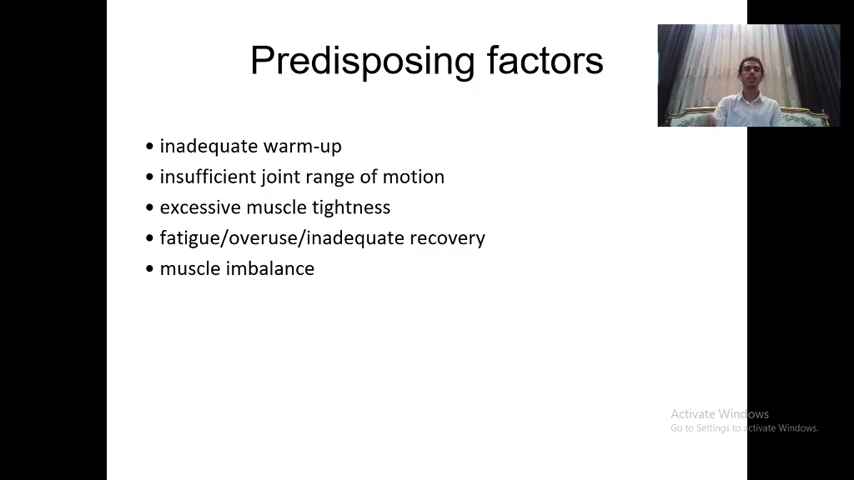 Predisposing factors
• inadequate warm-up
• insufficient joint range of motion
• excessive muscle tightness
• fatigue/overuse/inadequate recovery
• muscle imbalance
Activate Windows
Go to Settings to activate Windows.